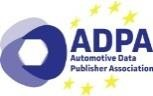 ADPA
Automotive Data
Publisher Association